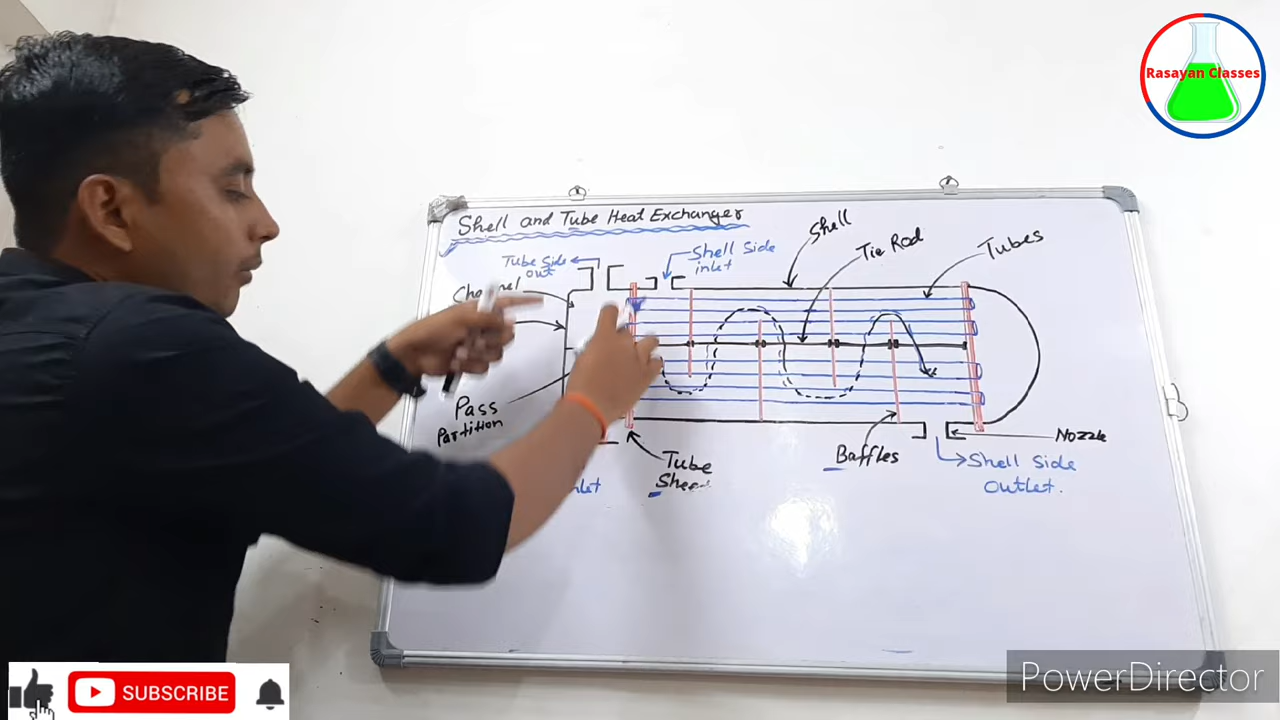 Rasayan Classes
Shell and Tube Heat Exchanger
Tube Side
out
Shell Side
inlet
Shell
Tie Rod
Tubes
Channel
Pass
Partition
Tube
Baffles
Nozzle
Shell Side
Outlet.
SUBSCRIBE
PowerDirector